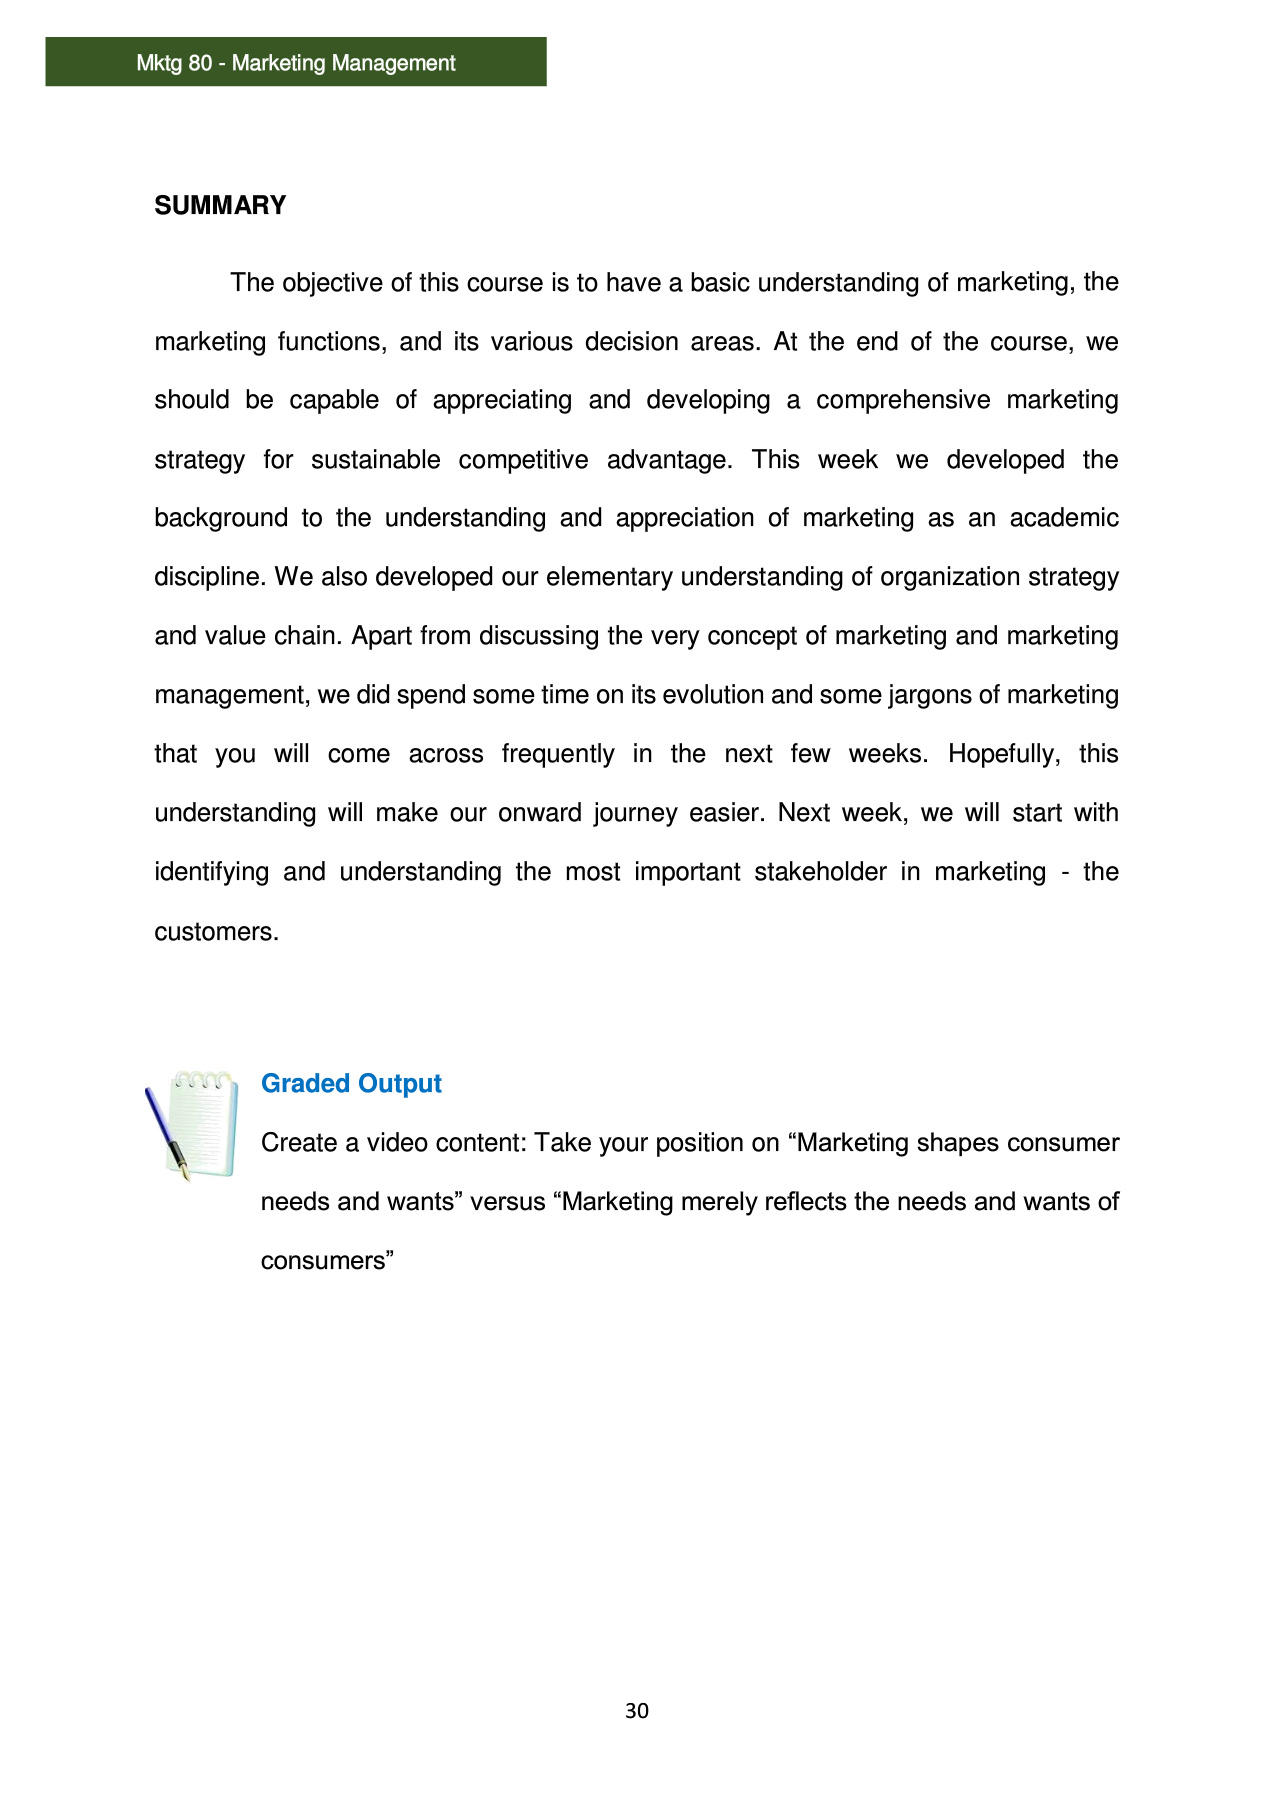 Mktg 80 - Marketing Management
SUMMARY
The objective of this course is to have a basic understanding of marketing, the
marketing functions, and its various decision areas. At the end of the course, we
should be capable of appreciating and developing a comprehensive marketing
strategy for sustainable competitive advantage. This week we developed the
background to the understanding and appreciation of marketing as an academic
discipline. We also developed our elementary understanding of organization strategy
and value chain. Apart from discussing the very concept of marketing and marketing
management, we did spend some time on its evolution and some jargons of marketing
that you will come across frequently in the next few weeks. Hopefully, this
understanding will make our onward journey easier. Next week, we will start with
identifying and understanding the most important stakeholder in marketing - the
customers.
Graded Output
Create a video content: Take your position on “Marketing shapes consumer
needs and wants” versus “Marketing merely reflects the needs and wants of
consumers”
30